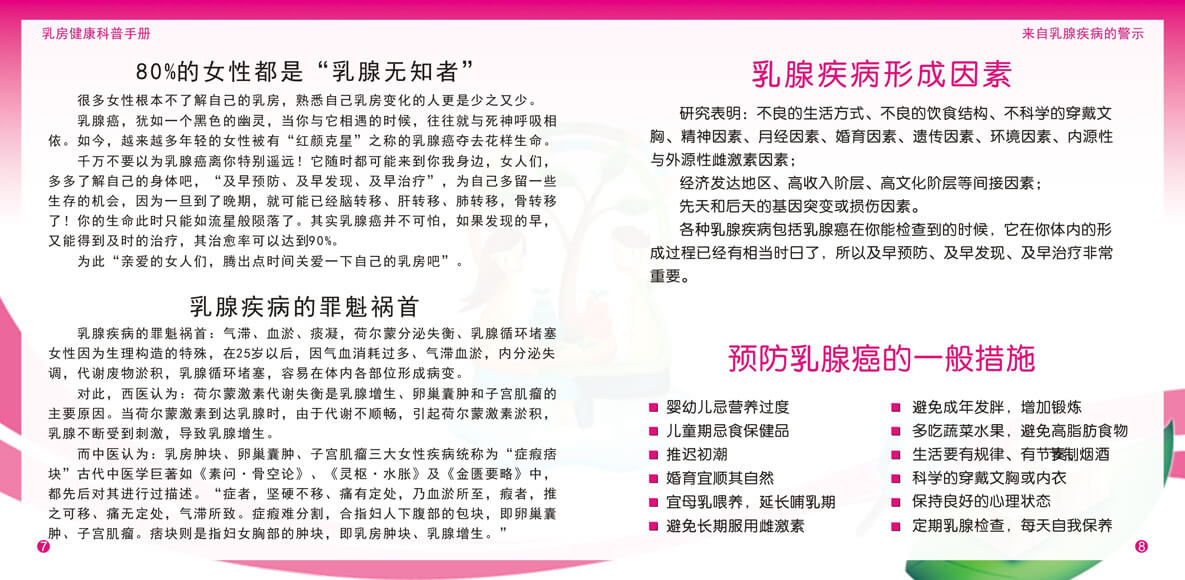 乳房健康科普手册
80%的女性都是“乳腺无知者”
很多女性根本不了解自己的乳房，熟悉自己乳房变化的人更是少之又少。
乳腺癌，犹如一个黑色的幽灵，当你与它相遇的时候，往往就与死神呼吸相
依。如今，越来越多年轻的女性被有“红颜克星”之称的乳腺癌夺去花样生命。
千万不要以为乳腺癌离你特别遥远！它随时都可能来到你我身边，女人们，
多多了解自己的身体吧，“及早预防、及早发现、及早治疗”，为自己多留一些
生存的机会，因为一旦到了晚期，就可能已经脑转移、肝转移、肺转移，骨转移
了！你的生命此时只能如流星般陨落了。其实乳腺癌并不可怕，如果发现的早，
又能得到及时的治疗，其治愈率可以达到90%。
为此“亲爱的女人们，腾出点时间关爱一下自己的乳房吧”。
乳腺疾病的罪魁祸首
乳腺疾病的罪魁祸首：气滞、血淤、痰凝，荷尔蒙分泌失衡、乳腺循环堵塞
女性因为生理构造的特殊，在25岁以后，因气血消耗过多、气滞血淤，内分泌失
调，代谢废物淤积，乳腺循环堵塞，容易在体内各部位形成病变。
对此，西医认为：荷尔蒙激素代谢失衡是乳腺增生、卵巢囊肿和子宫肌瘤的
主要原因。当荷尔蒙激素到达乳腺时，由于代谢不顺畅，引起荷尔蒙激素淤积，
乳腺不断受到刺激，导致乳腺增生。
而中医认为：乳房肿块、卵巢囊肿、子宫肌瘤三大女性疾病统称为“症瘕痞
块”古代中医学巨著如《素问·骨空论》、《灵枢·水胀》及《金匮要略》中，
都先后对其进行过描述。“症者，坚硬不移、痛有定处，乃血淤所至，瘕者，推
之可移、痛无定处，气滞所致。症瘕难分割，合指妇人下腹部的包块，即卵巢囊
肿、子宫肌瘤。痞块则是指妇女胸部的肿块，即乳房肿块、乳腺增生。”
7
来自乳腺疾病的警示
乳腺疾病形成因素
研究表明：不良的生活方式、不良的饮食结构、不科学的穿戴文
胸、精神因素、月经因素、婚育因素、遗传因素、环境因素、内源性
与外源性雌激素因素；
经济发达地区、高收入阶层、高文化阶层等间接因素；
先天和后天的基因突变或损伤因素。
各种乳腺疾病包括乳腺癌在你能检查到的时候，它在你体内的形
成过程已经有相当时日了，所以及早预防、及早发现、及早治疗非常
重要。
预防乳腺癌的一般措施
婴幼儿忌营养过度
儿童期忌食保健品
推迟初潮
婚育宜顺其自然
宜母乳喂养，延长哺乳期
避免长期服用雌激素
避免成年发胖，增加锻炼
多吃蔬菜水果，避免高脂肪食物
生活要有规律、有节奏制烟酒
科学的穿戴文胸或内衣
保持良好的心理状态
定期乳腺检查，每天自我保养
8